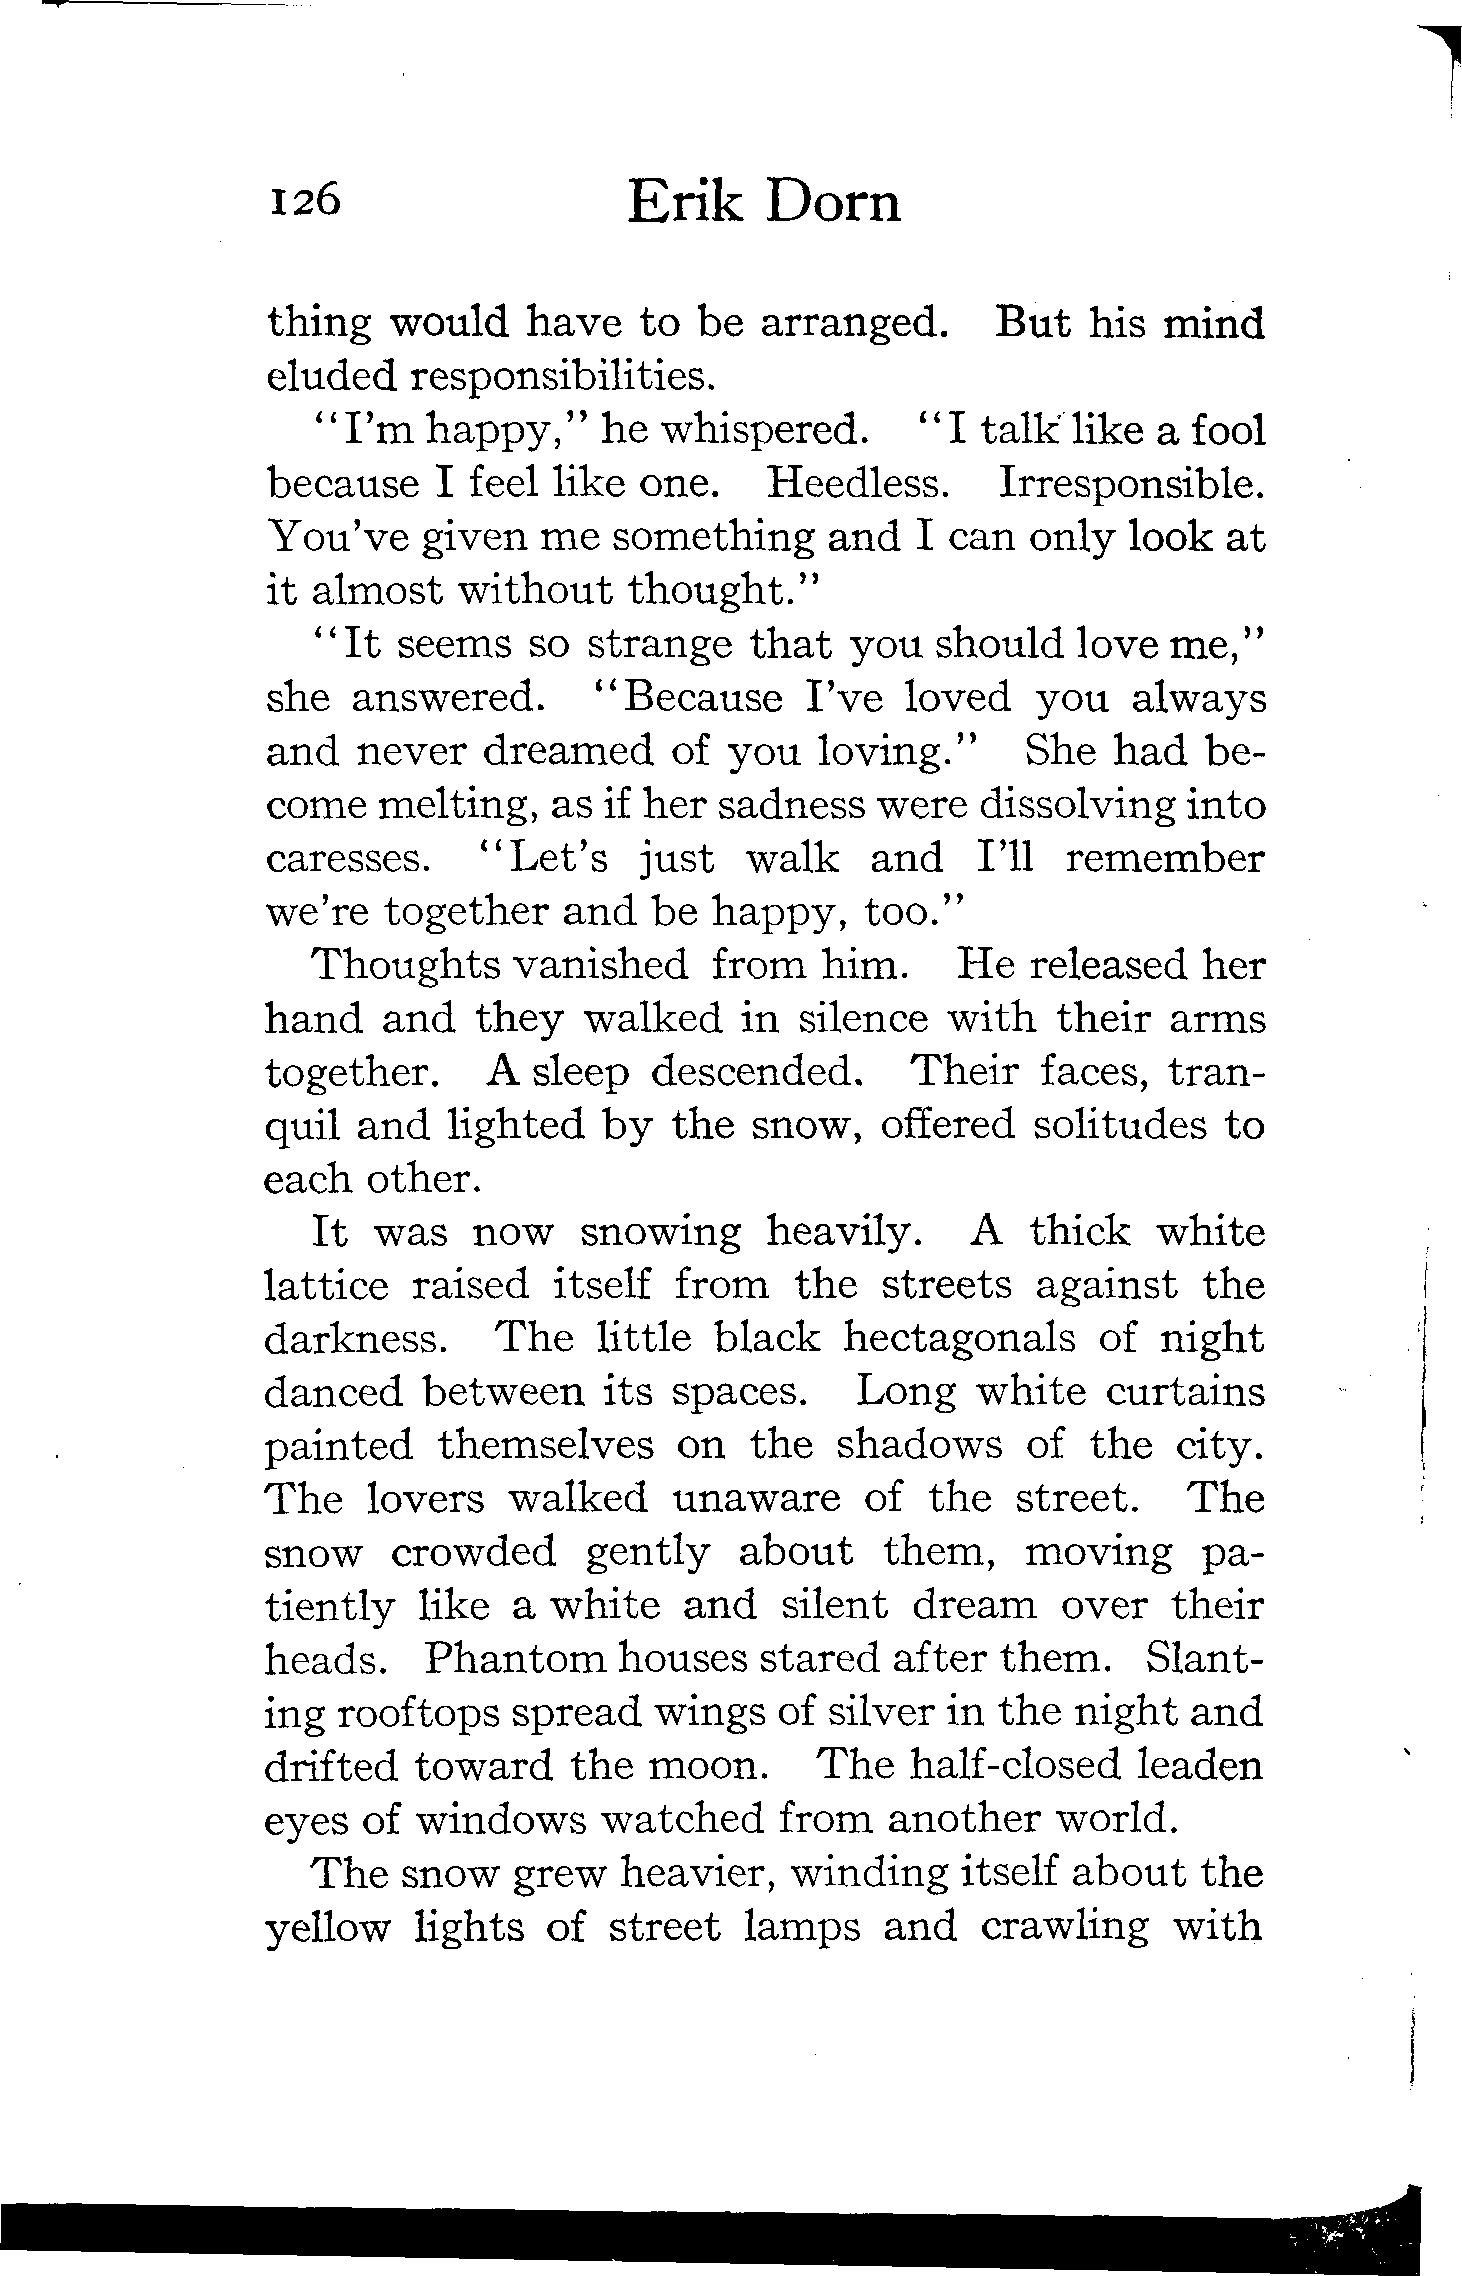 126 Erik Dorn
thing would have to be arranged. But his mind
eluded responsibilities.
"I'm happy," he whispered. "I talk like a fool
because I feel like one. Heedless. Irresponsible.
You've given me something and I can only look at
it almost without thought."
"It seems so strange that you should love me,"
she answered. "Because I've loved you always
and never dreamed of you loving." She had be-
come melting, as if her sadness were dissolving into
caresses. "Let's just walk and I'll remember
we're together and be happy, too."
Thoughts vanished from him. He released her
hand and they walked in silence with their arms
together. A sleep descended. Their faces, tran-
quil and lighted by the snow, offered solitudes to
each other.
It was now snowing heavily. A thick white
lattice raised itself from the streets against the
darkness. The little black hectagonals of night
danced between its spaces. Long white curtains
painted themselves on the shadows of the city.
The lovers walked unaware of the street. The
snow crowded gently about them, moving pa-
tiently like a white and silent dream over their
heads. Phantom houses stared after them. Slant-
ing rooftops spread wings of silver in the night and
drifted toward the moon. The half-closed leaden
eyes of windows watched from another world.
The snow grew heavier, winding itself about the
yellow lights of street lamps and crawling with